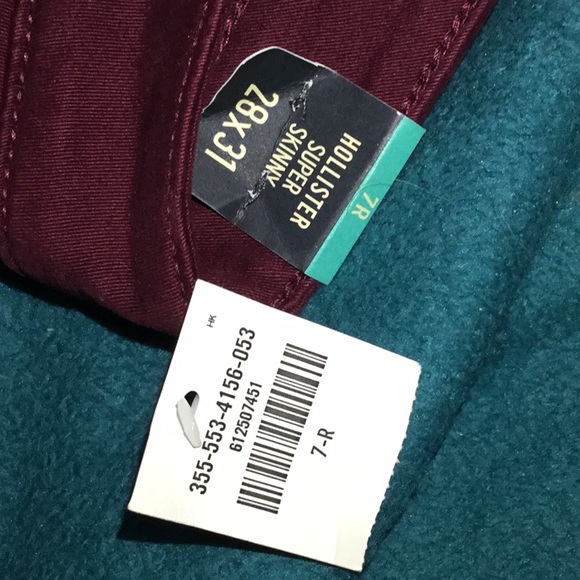 28X31
HOLLISTER
SUPER
SKINNY
7R
HK
355-553-4156-053
612507451
7-R